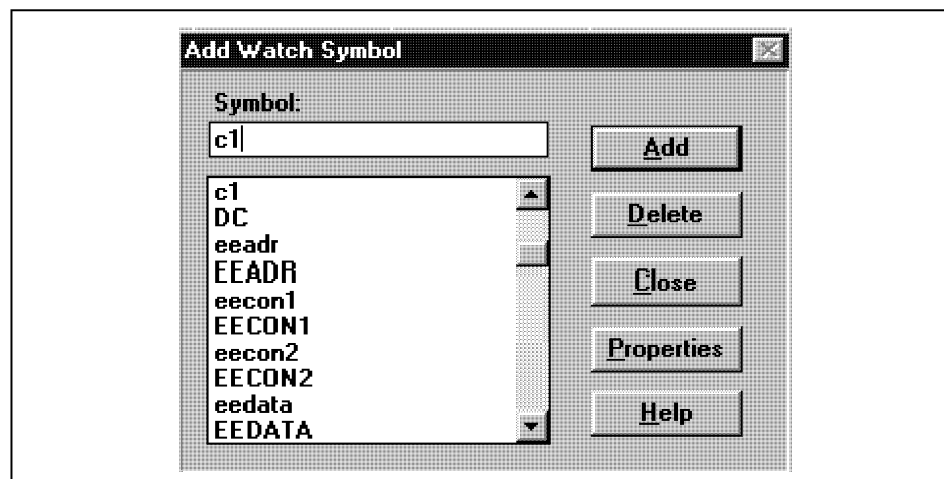 Add Watch Symbol
Symbol:
c1
c1
DC
eeadr
EEADR
eecon1
EECON1
eecon2
EECON2
eedata
EEDATA
Add
Delete
Close
Properties
Help